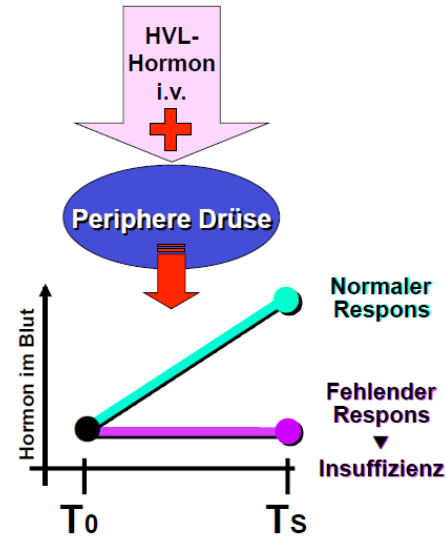 HVL-
Hormon
i.v.
Periphere Drüse
Normaler
Respons
Hormon im Blut
Fehlender
Respons
▼
Insuffizienz
T0
TS